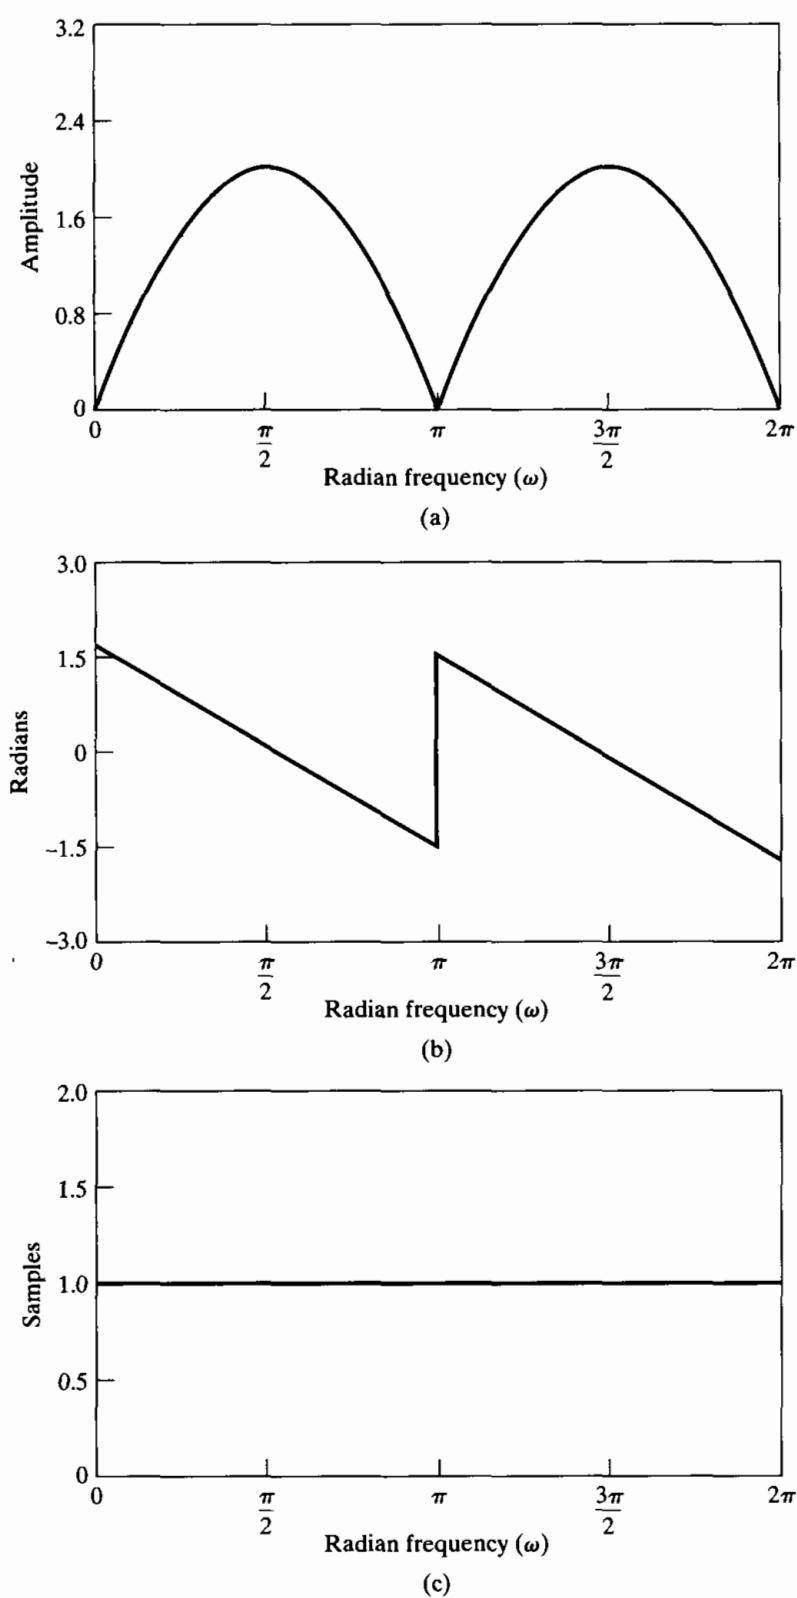 3.2
2.4
1.6
0.8
0
Amplitude
0
π/2
π
3π/2
2π
Radian frequency (ω)
(a)
3.0
1.5
0
−1.5
−3.0
Radians
0
π/2
π
3π/2
2π
Radian frequency (ω)
(b)
2.0
1.5
1.0
0.5
0
Samples
0
π/2
π
3π/2
2π
Radian frequency (ω)
(c)